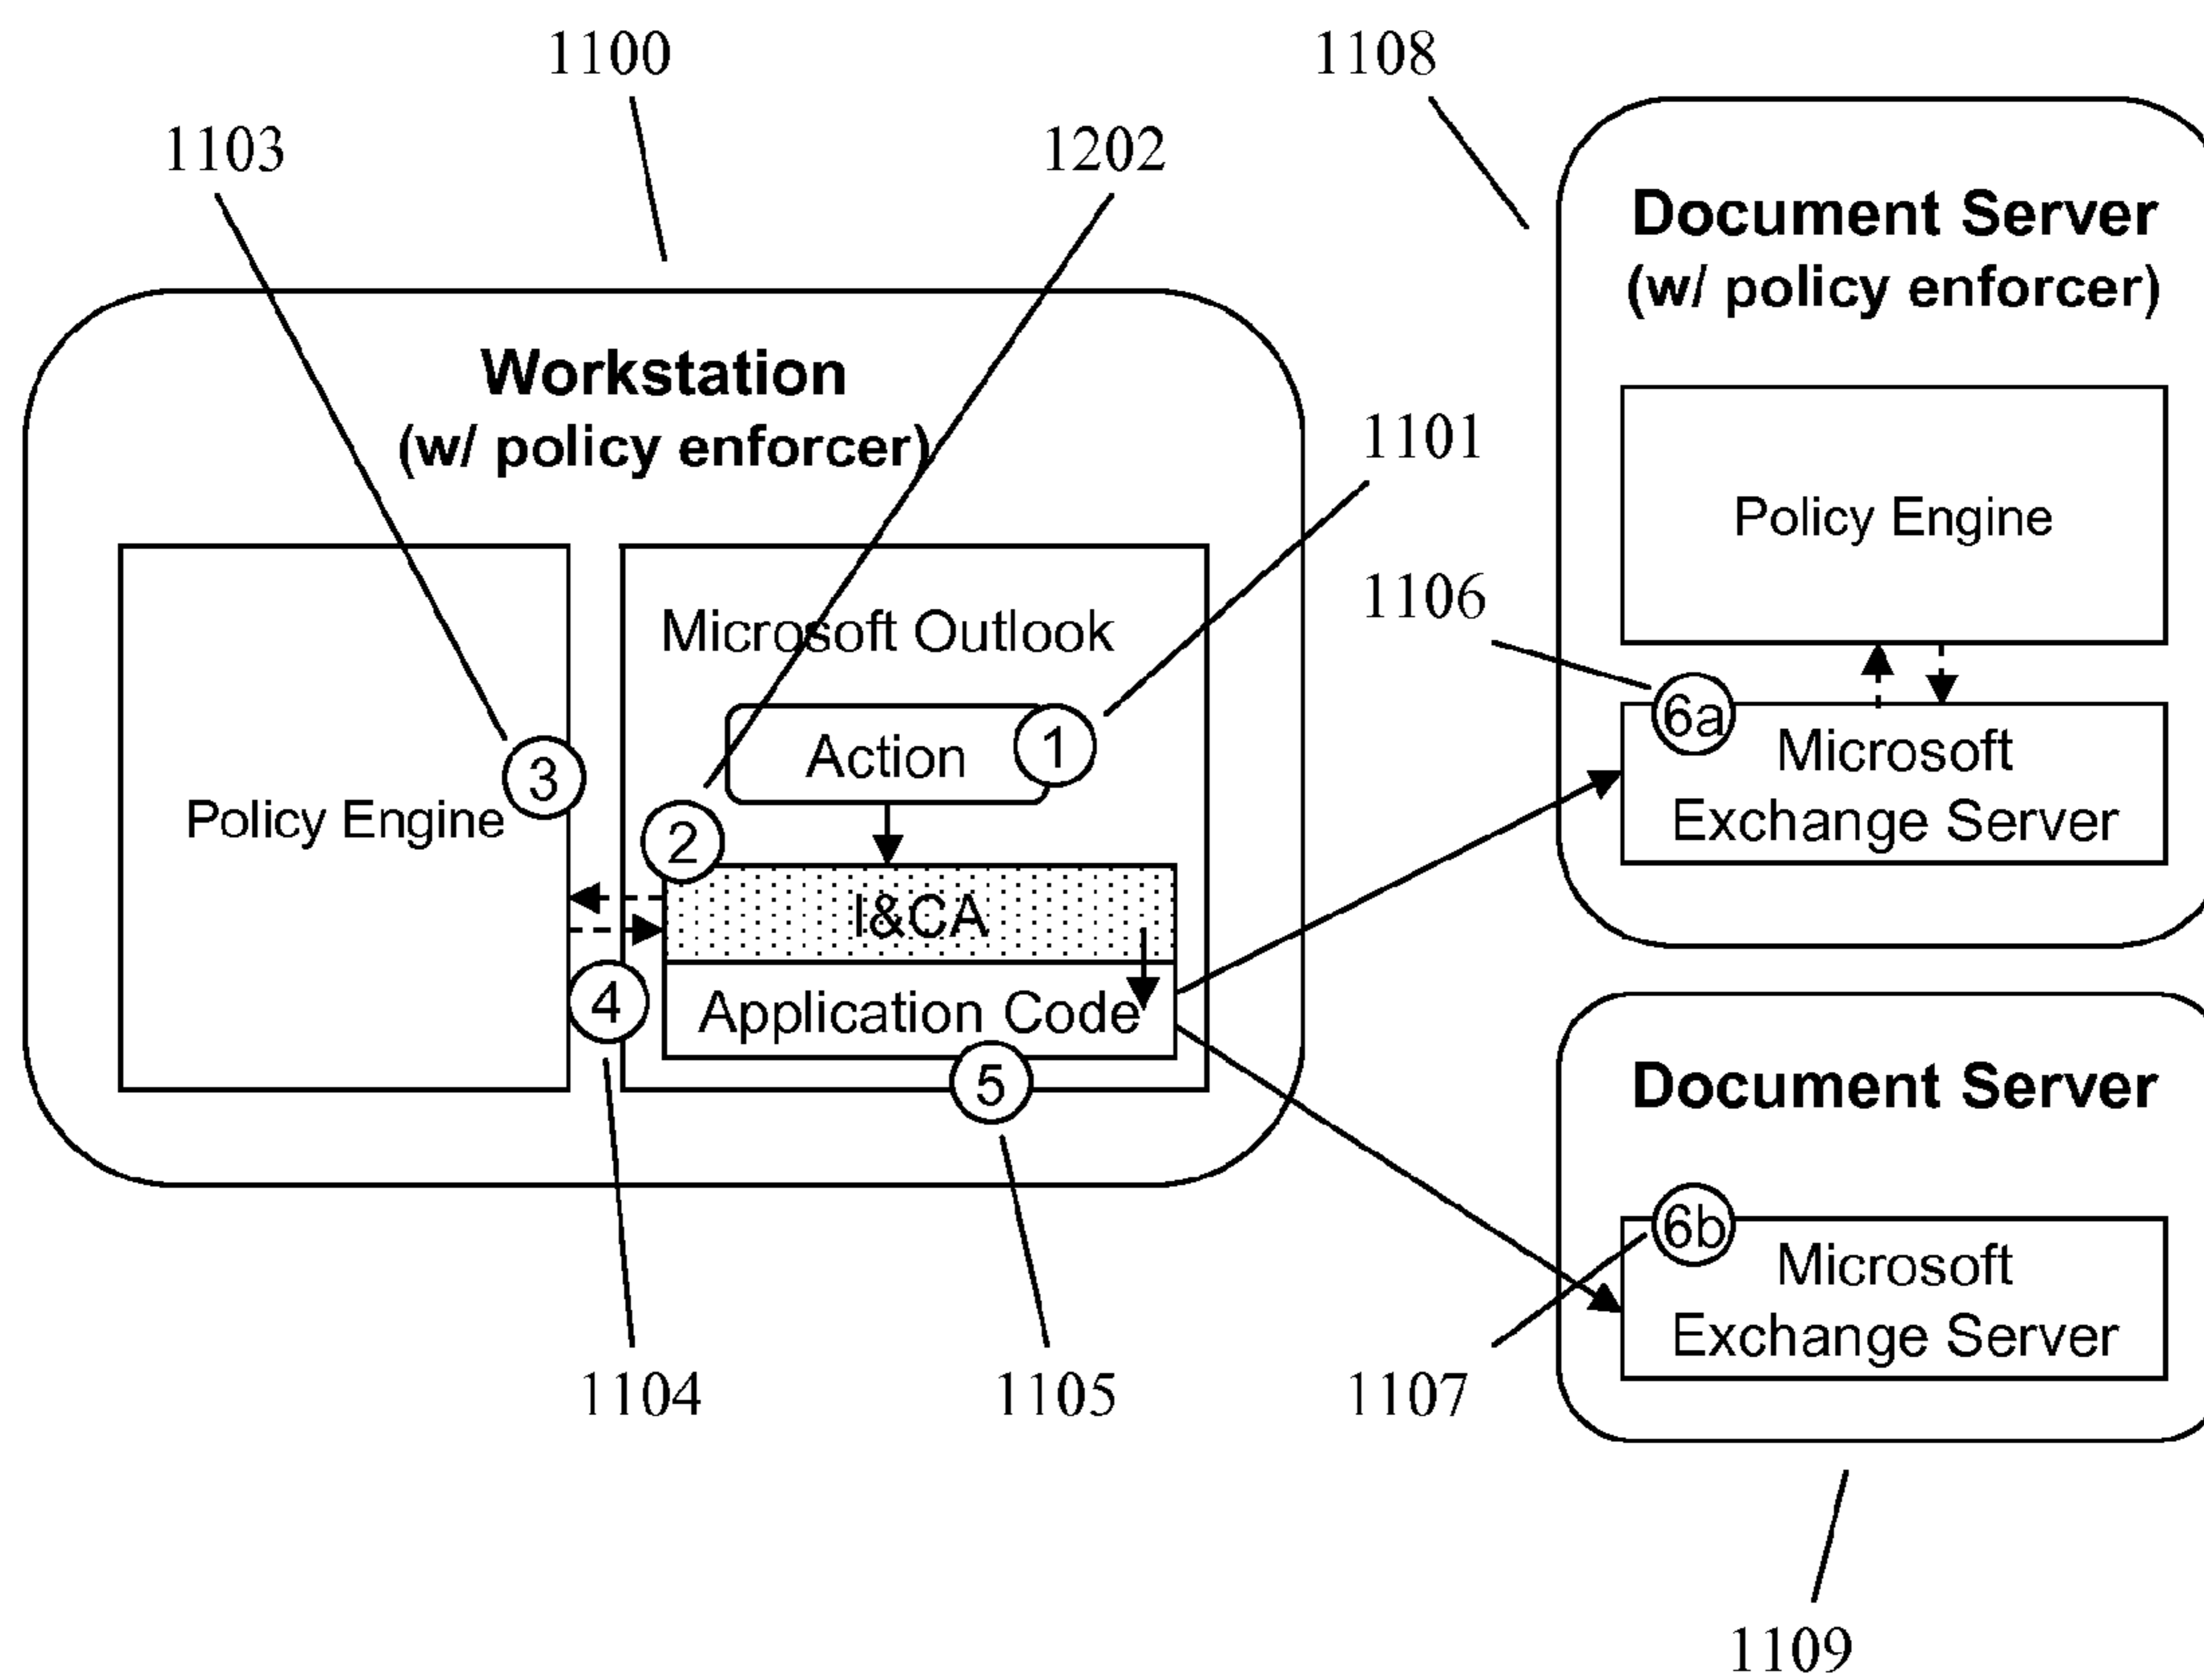 1100
1108
1103
1202
Document Server
(w/ policy enforcer)
Workstation
(w/ policy enforcer)
1101
Policy Engine
1106
Microsoft Outlook
6a
Microsoft
Exchange Server
Action
1
3
Policy Engine
2
I&CA
4
Application Code
5
Document Server
6b
Microsoft
Exchange Server
1104
1105
1107
1109